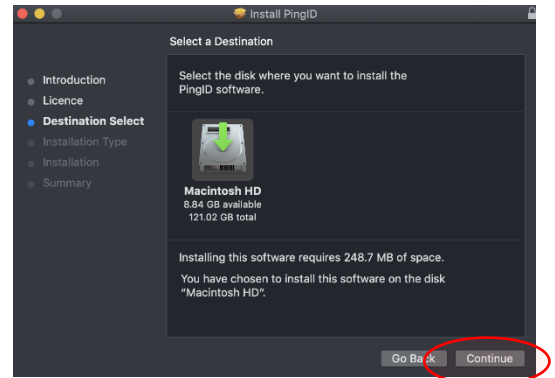 Install PingID
Select a Destination
Introduction
Licence
Destination Select
Installation Type
Installation
Summary
Select the disk where you want to install the
PingID software.
Macintosh HD
8.84 GB available
121.02 GB total
Installing this software requires 248.7 MB of space.
You have chosen to install this software on the disk
“Macintosh HD”.
Go Back
Continue